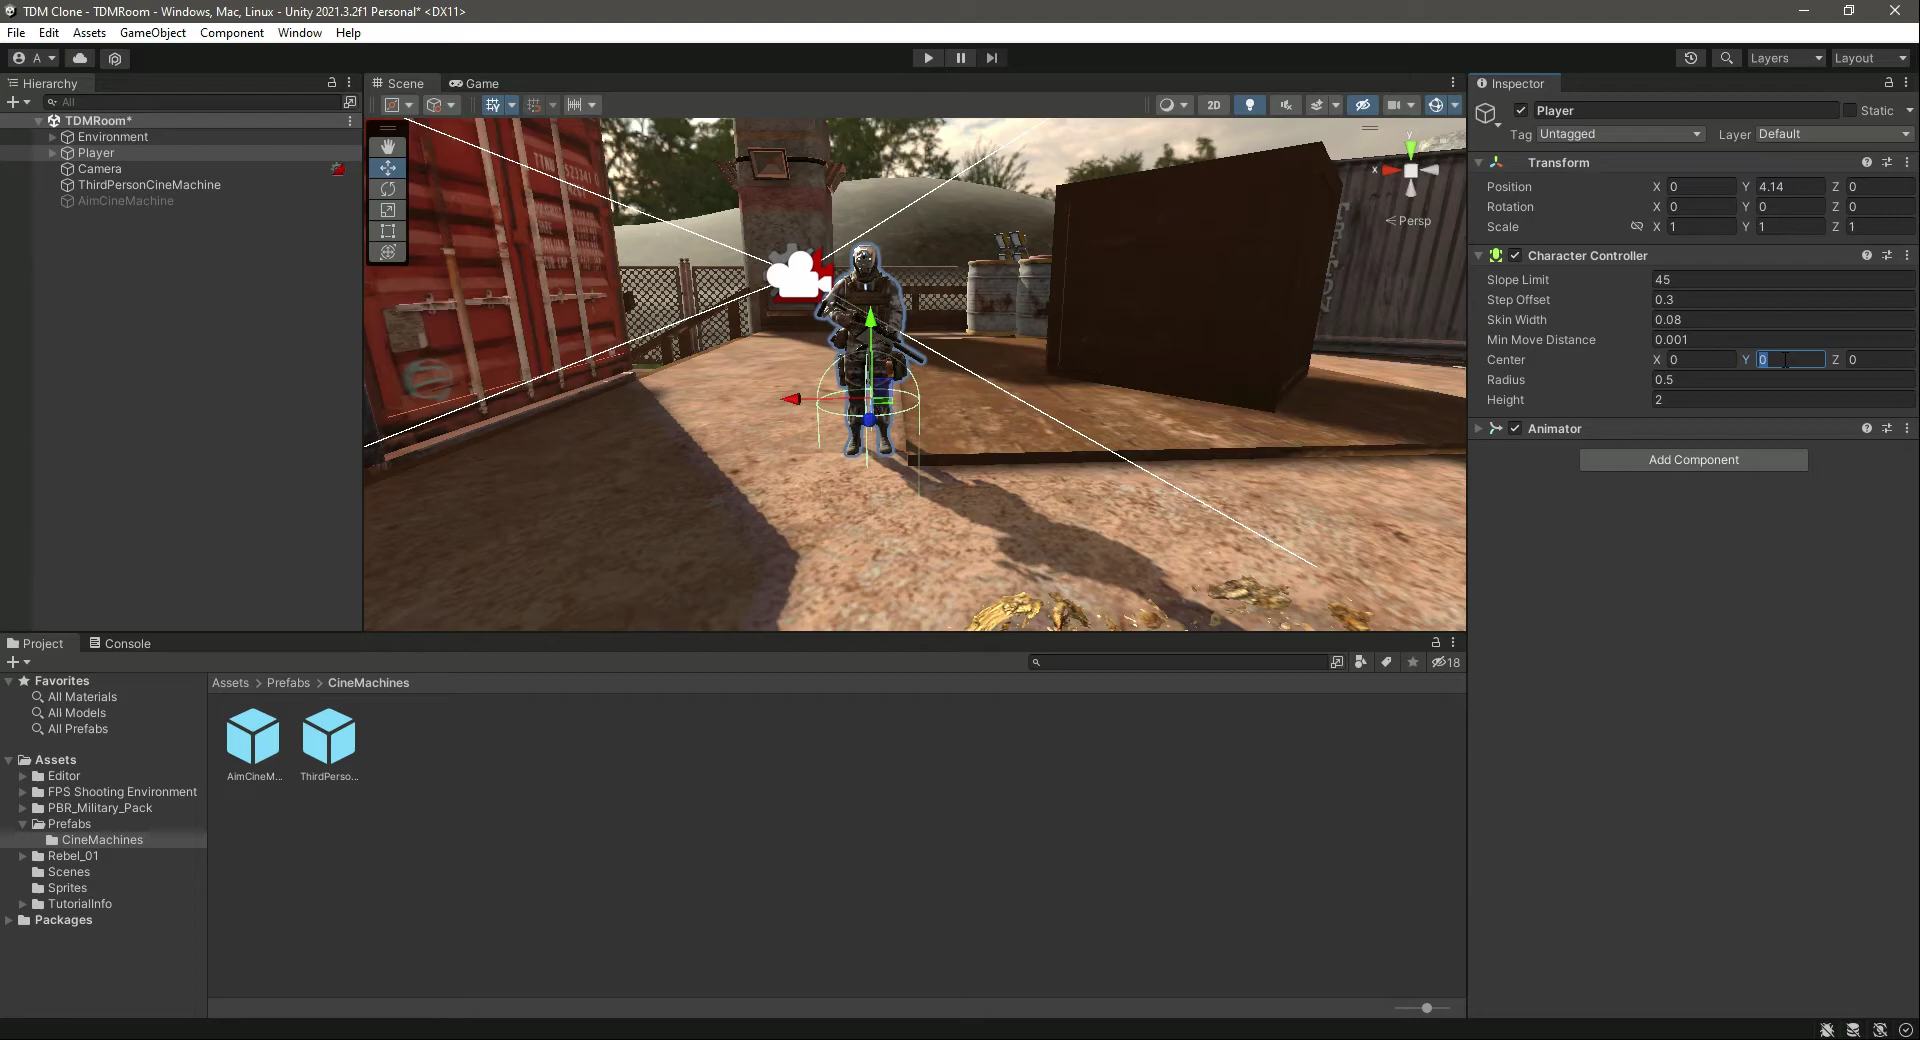 TDM Clone - TDMRoom - Windows, Mac, Linux - Unity 2021.3.2f1 Personal* <DX11>
File Edit Assets GameObject Component Window Help
A
Layers
Layout
Hierarchy
All
TDMRoom*
Environment
Player
Camera
ThirdPersonCineMachine
AimCineMachine
Scene
Game
2D
y
x
Persp
Inspector
Player
Static
Tag Untagged Layer Default
Transform
Position X 0 Y 4.14 Z 0
Rotation X 0 Y 0 Z 0
Scale X 1 Y 1 Z 1
Character Controller
Slope Limit 45
Step Offset 0.3
Skin Width 0.08
Min Move Distance 0.001
Center X 0 Y 0 Z 0
Radius 0.5
Height 2
Animator
Add Component
Project
Console
18
Favorites
All Materials
All Models
All Prefabs
Assets
Editor
FPS Shooting Environment
PBR_Military_Pack
Prefabs
CineMachines
Rebel_01
Scenes
Sprites
TutorialInfo
Packages
Assets > Prefabs > CineMachines
AimCineM...
ThirdPerso...